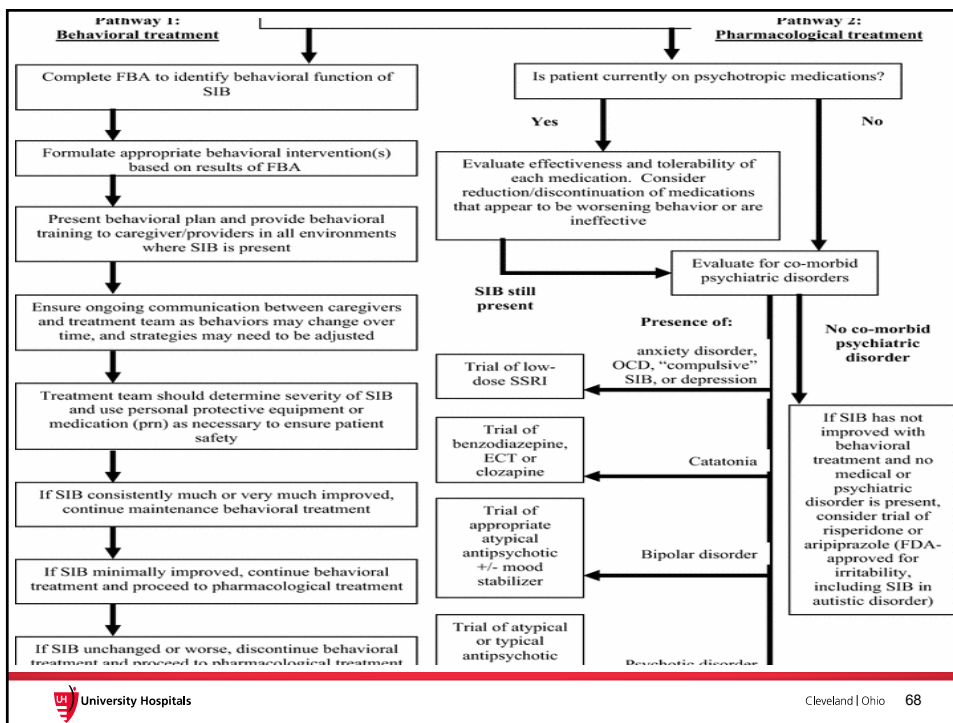 Pathway 1:
Behavioral treatment
Pathway 2:
Pharmacological treatment
Complete FBA to identify behavioral function of
SIB
Formulate appropriate behavioral intervention(s)
based on results of FBA
Present behavioral plan and provide behavioral
training to caregiver/providers in all environments
where SIB is present
Ensure ongoing communication between caregivers
and treatment team as behaviors may change over
time, and strategies may need to be adjusted
Treatment team should determine severity of SIB
and use personal protective equipment or
medication (prn) as necessary to ensure patient
safety
If SIB consistently much or very much improved,
continue maintenance behavioral treatment
If SIB minimally improved, continue behavioral
treatment and proceed to pharmacological treatment
If SIB unchanged or worse, discontinue behavioral
treatment and proceed to pharmacological treatment
Is patient currently on psychotropic medications?
Yes
No
Evaluate effectiveness and tolerability of
each medication. Consider
reduction/discontinuation of medications
that appear to be worsening behavior or are
ineffective
SIB still
present
Evaluate for co-morbid
psychiatric disorders
Presence of:
No co-morbid
psychiatric
disorder
anxiety disorder,
OCD, “compulsive”
SIB, or depression
Trial of low-
dose SSRI
Catatonia
Trial of
benzodiazepine,
ECT or
clozapine
Bipolar disorder
Trial of
appropriate
atypical
antipsychotic
+/- mood
stabilizer
Psychotic disorder
Trial of atypical
or typical
antipsychotic
If SIB has not
improved with
behavioral
treatment and no
medical or
psychiatric
disorder is present,
consider trial of
risperidone or
aripiprazole (FDA-
approved for
irritability,
including SIB in
autistic disorder)
UH University Hospitals
Cleveland | Ohio 68